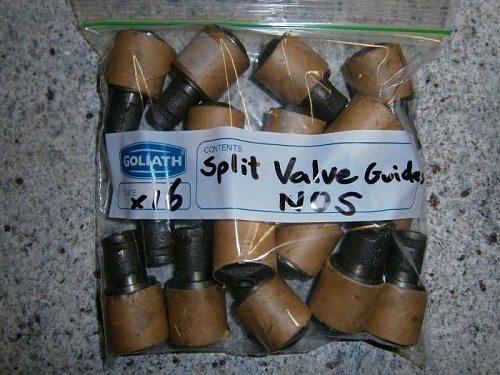 GOLIATH
CONTENTS
Split Valve Guides
DATE
x16
NOS